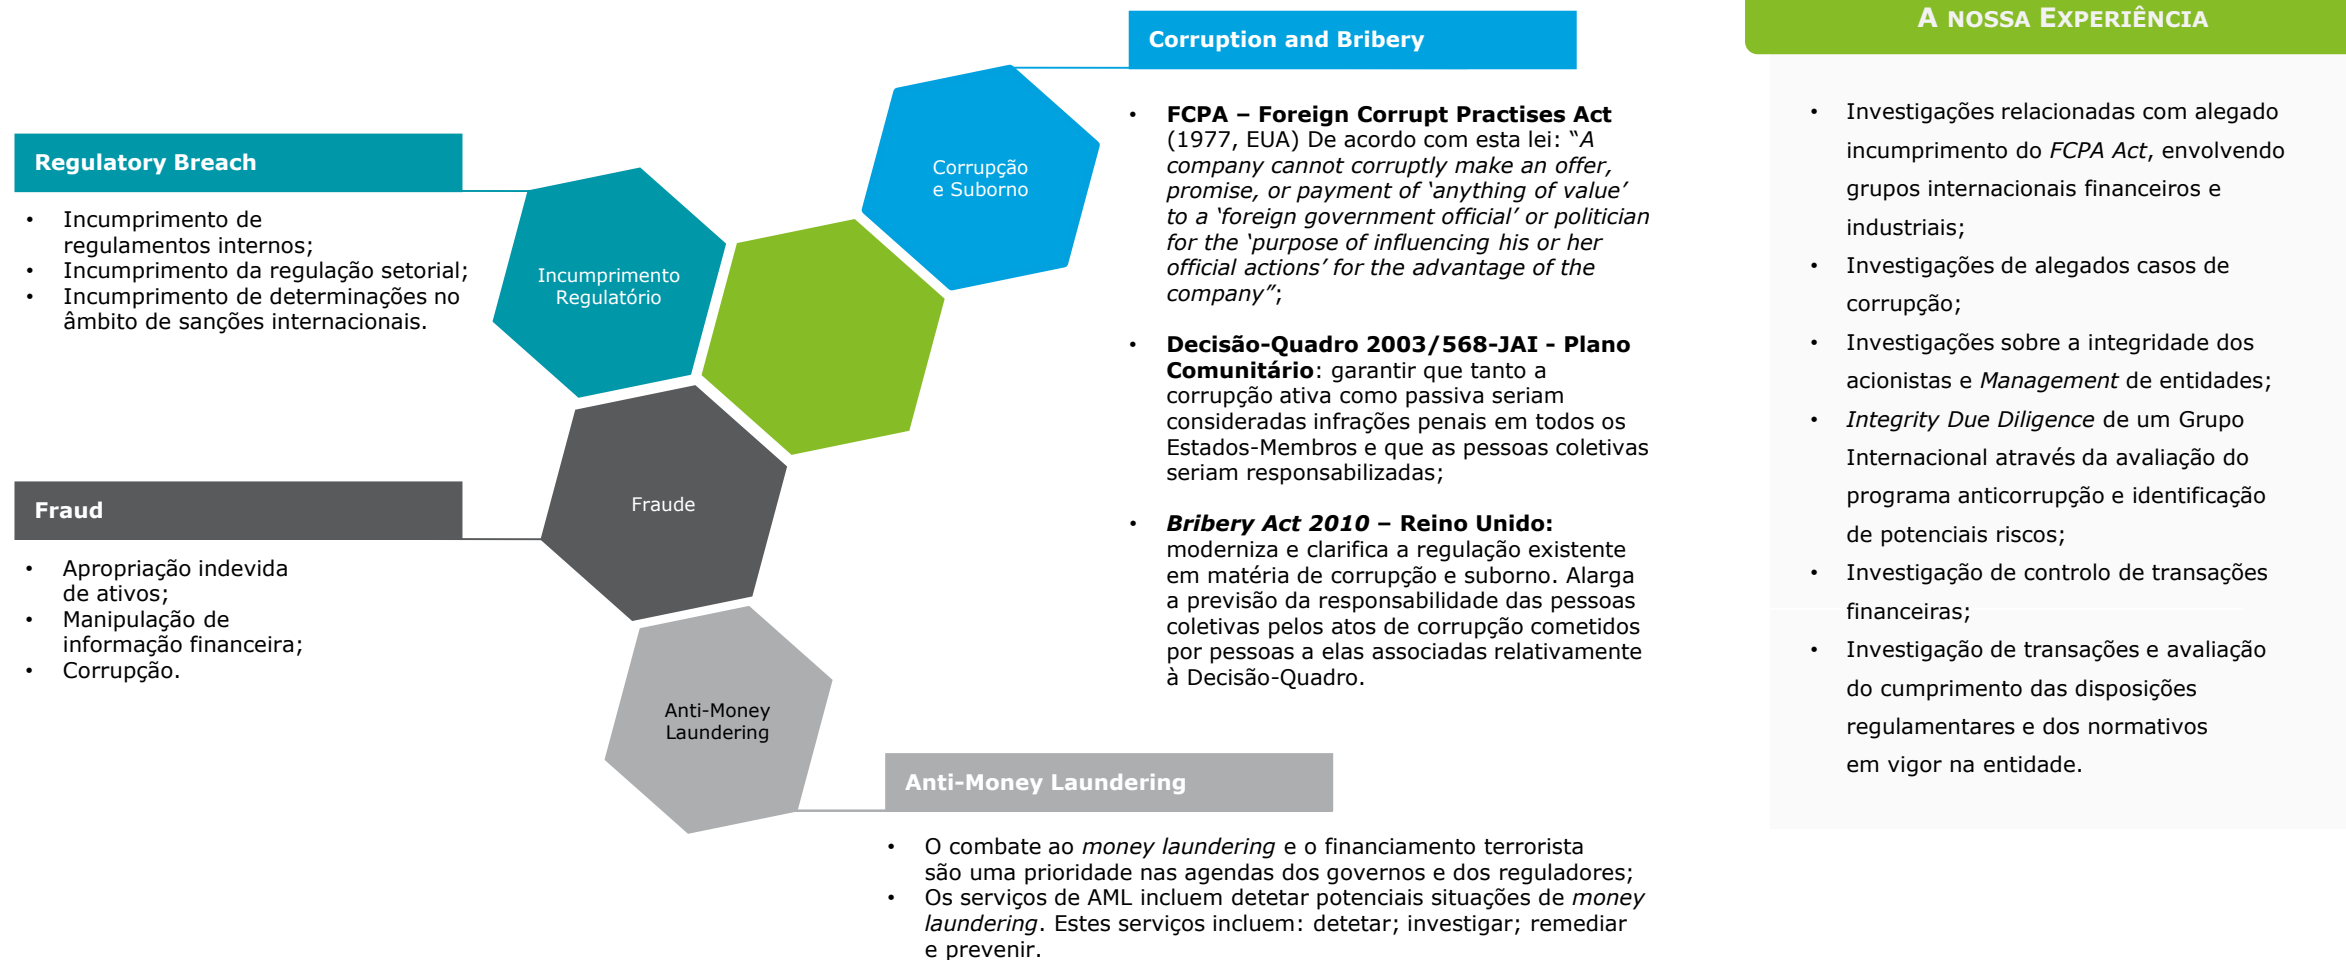 Regulatory Breach
• Incumprimento de
regulamentos internos;
• Incumprimento da regulação setorial;
• Incumprimento de determinações no
âmbito de sanções internacionais.
Fraud
• Apropriação indevida
de ativos;
• Manipulação de
informação financeira;
• Corrupção.
Corrupção
e Suborno
Incumprimento
Regulatório
Fraude
Anti-Money
Laundering
Corruption and Bribery
• FCPA – Foreign Corrupt Practises Act
(1977, EUA) De acordo com esta lei: “A
company cannot corruptly make an offer,
promise, or payment of ‘anything of value’
to a ‘foreign government official’ or politician
for the ‘purpose of influencing his or her
official actions’ for the advantage of the
company”;
• Decisão-Quadro 2003/568-JAI - Plano
Comunitário: garantir que tanto a
corrupção ativa como passiva seriam
consideradas infrações penais em todos os
Estados-Membros e que as pessoas coletivas
seriam responsabilizadas;
• Bribery Act 2010 – Reino Unido:
moderniza e clarifica a regulação existente
em matéria de corrupção e suborno. Alarga
a previsão da responsabilidade das pessoas
coletivas pelos atos de corrupção cometidos
por pessoas a elas associadas relativamente
à Decisão-Quadro.
Anti-Money Laundering
• O combate ao money laundering e o financiamento terrorista
são uma prioridade nas agendas dos governos e dos reguladores;
• Os serviços de AML incluem detetar potenciais situações de money
laundering. Estes serviços incluem: detetar; investigar; remediar
e prevenir.
A NOSSA EXPERIÊNCIA
• Investigações relacionadas com alegado
incumprimento do FCPA Act, envolvendo
grupos internacionais financeiros e
industriais;
• Investigações de alegados casos de
corrupção;
• Investigações sobre a integridade dos
acionistas e Management de entidades;
• Integrity Due Diligence de um Grupo
Internacional através da avaliação do
programa anticorrupção e identificação
de potenciais riscos;
• Investigação de controlo de transações
financeiras;
• Investigação de transações e avaliação
do cumprimento das disposições
regulamentares e dos normativos
em vigor na entidade.